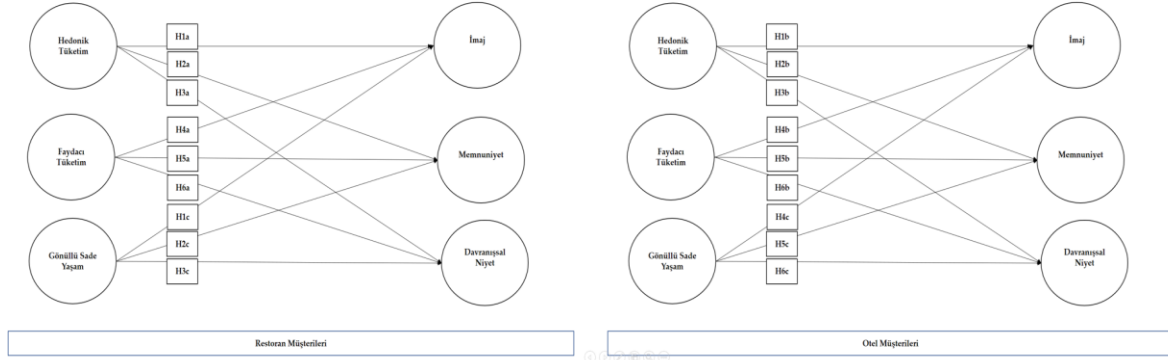 Hedonik
Tüketim
Faydacı
Tüketim
Gönüllü Sade
Yaşam
H1a
H2a
H3a
H4a
H5a
H6a
H1c
H2c
H3c
İmaj
Memnuniyet
Davranışsal
Niyet
Restoran Müşterileri
Hedonik
Tüketim
Faydacı
Tüketim
Gönüllü Sade
Yaşam
H1b
H2b
H3b
H4b
H5b
H6b
H4c
H5c
H6c
İmaj
Memnuniyet
Davranışsal
Niyet
Otel Müşterileri